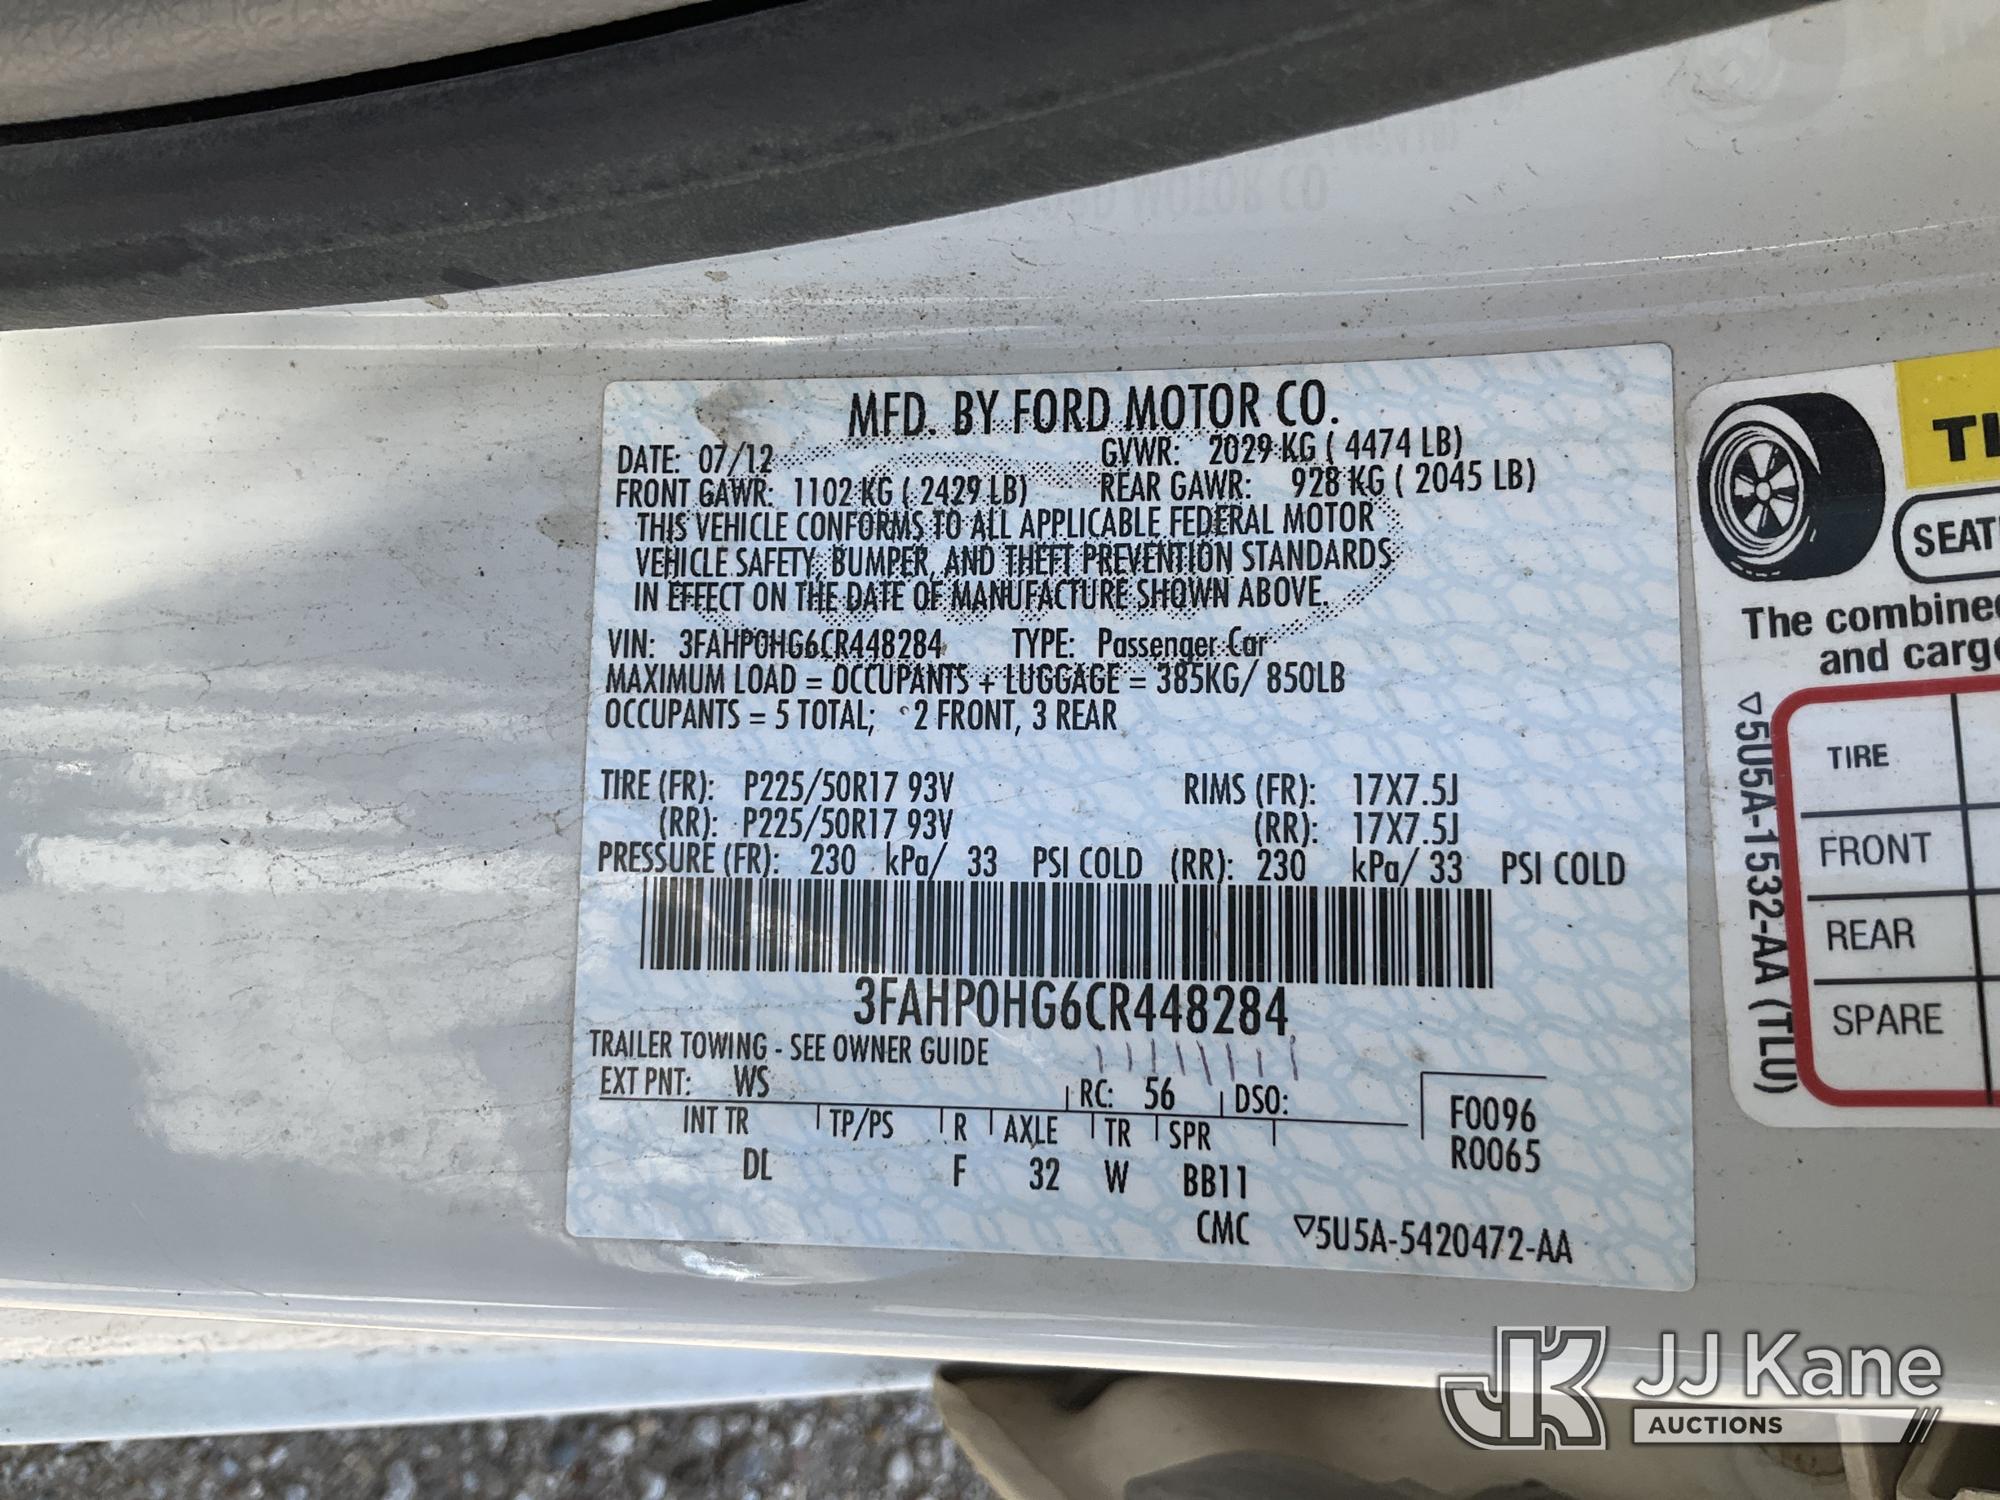 MFD. BY FORD MOTOR CO.
DATE: 07/12 GVWR: 2029 KG ( 4474 LB)
FRONT GAWR: 1102 KG ( 2429 LB) REAR GAWR: 928 KG ( 2045 LB)
THIS VEHICLE CONFORMS TO ALL APPLICABLE FEDERAL MOTOR
VEHICLE SAFETY, BUMPER, AND THEFT PREVENTION STANDARDS
IN EFFECT ON THE DATE OF MANUFACTURE SHOWN ABOVE.
VIN: 3FAHP0HG6CR448284 TYPE: Passenger Car
MAXIMUM LOAD = OCCUPANTS + LUGGAGE = 385KG/ 850LB
OCCUPANTS = 5 TOTAL; 2 FRONT, 3 REAR
TIRE (FR): P225/50R17 93V RIMS (FR): 17X7.5J
(RR): P225/50R17 93V (RR): 17X7.5J
PRESSURE (FR): 230 kPa/ 33 PSI COLD (RR): 230 kPa/ 33 PSI COLD
3FAHP0HG6CR448284
TRAILER TOWING - SEE OWNER GUIDE
EXT PNT: WS RC: 56 DSO:
INT TR TP/PS R AXLE TR SPR
DL F 32 W BB11
F0096
R0065
CMC ▽5U5A-5420472-AA
TI
SEATI
The combined
and cargo
▽5U5A-1532-AA (TLU)
TIRE
FRONT
REAR
SPARE
JK JJ Kane
AUCTIONS